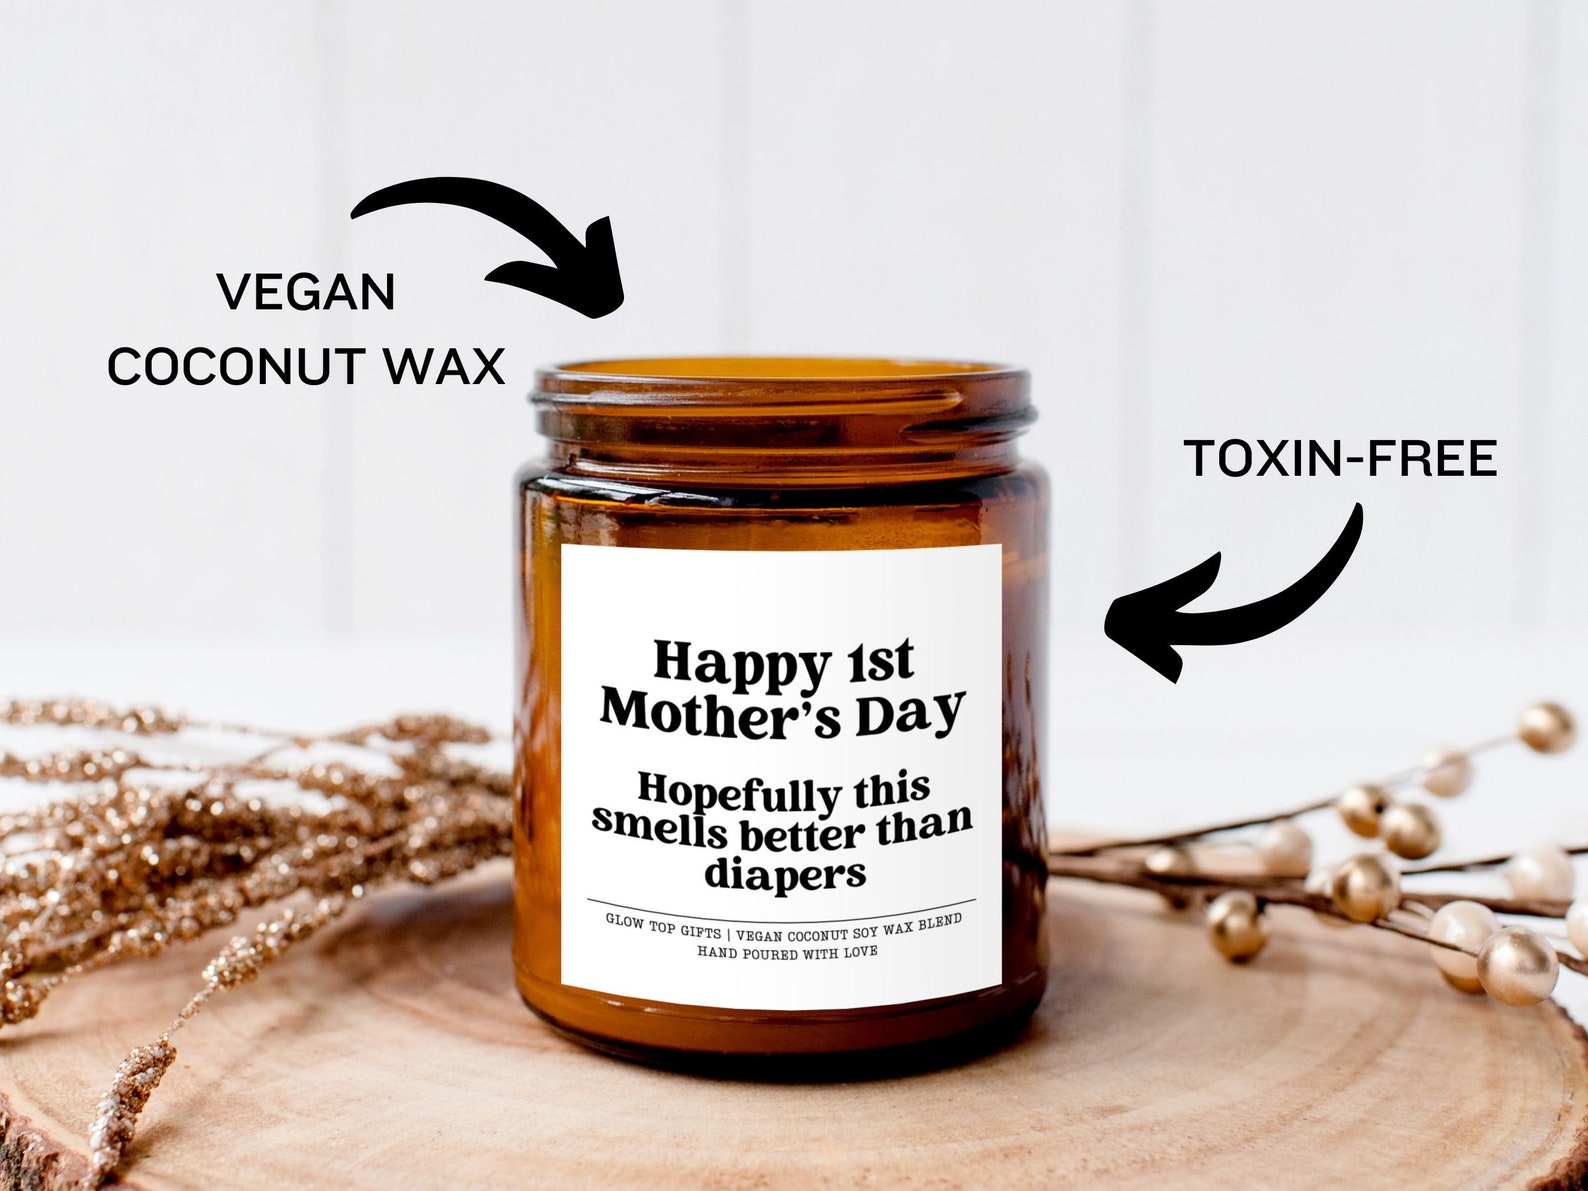 VEGAN
COCONUT WAX
TOXIN-FREE
Happy 1st
Mother's Day
Hopefully this
smells better than
diapers
GLOW TOP GIFTS | VEGAN COCONUT SOY WAX BLEND
HAND POURED WITH LOVE